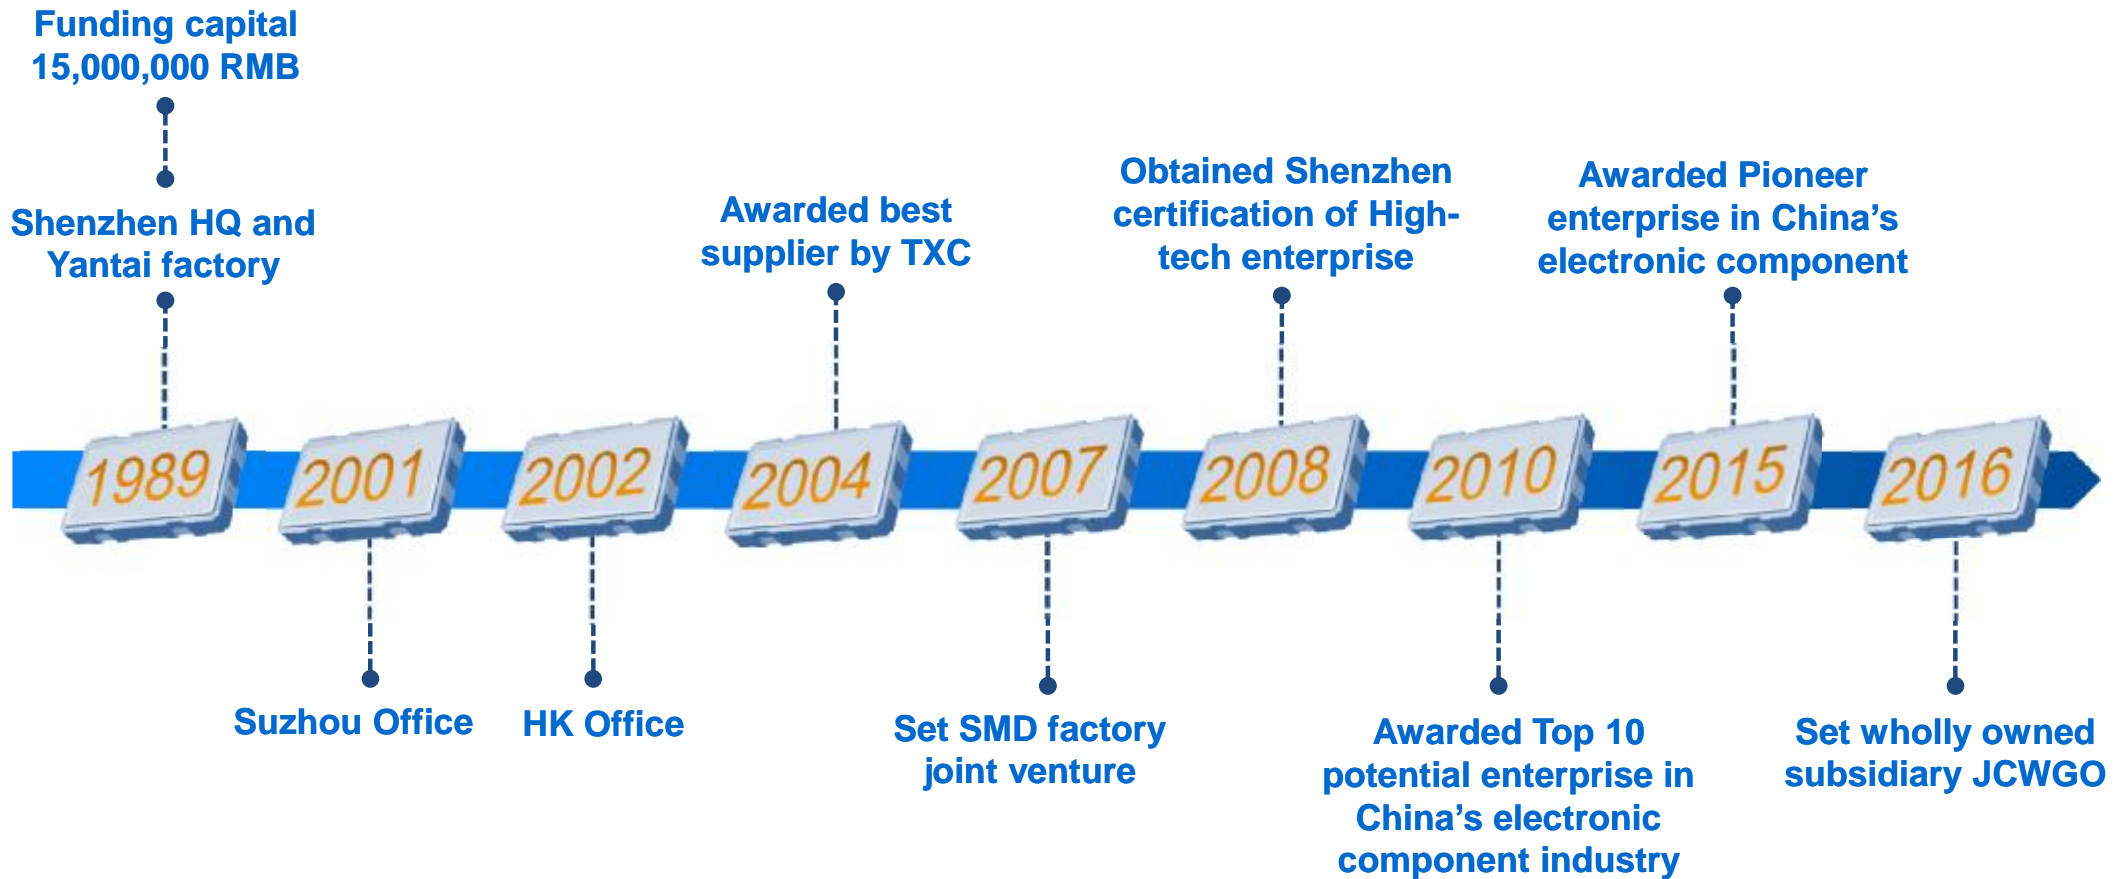 Funding capital
15,000,000 RMB
Shenzhen HQ and
Yantai factory
Awarded best
supplier by TXC
Obtained Shenzhen
certification of High-
tech enterprise
Awarded Pioneer
enterprise in China’s
electronic component
1989
2001
2002
2004
2007
2008
2010
2015
2016
Suzhou Office
HK Office
Set SMD factory
joint venture
Awarded Top 10
potential enterprise in
China’s electronic
component industry
Set wholly owned
subsidiary JCWGO